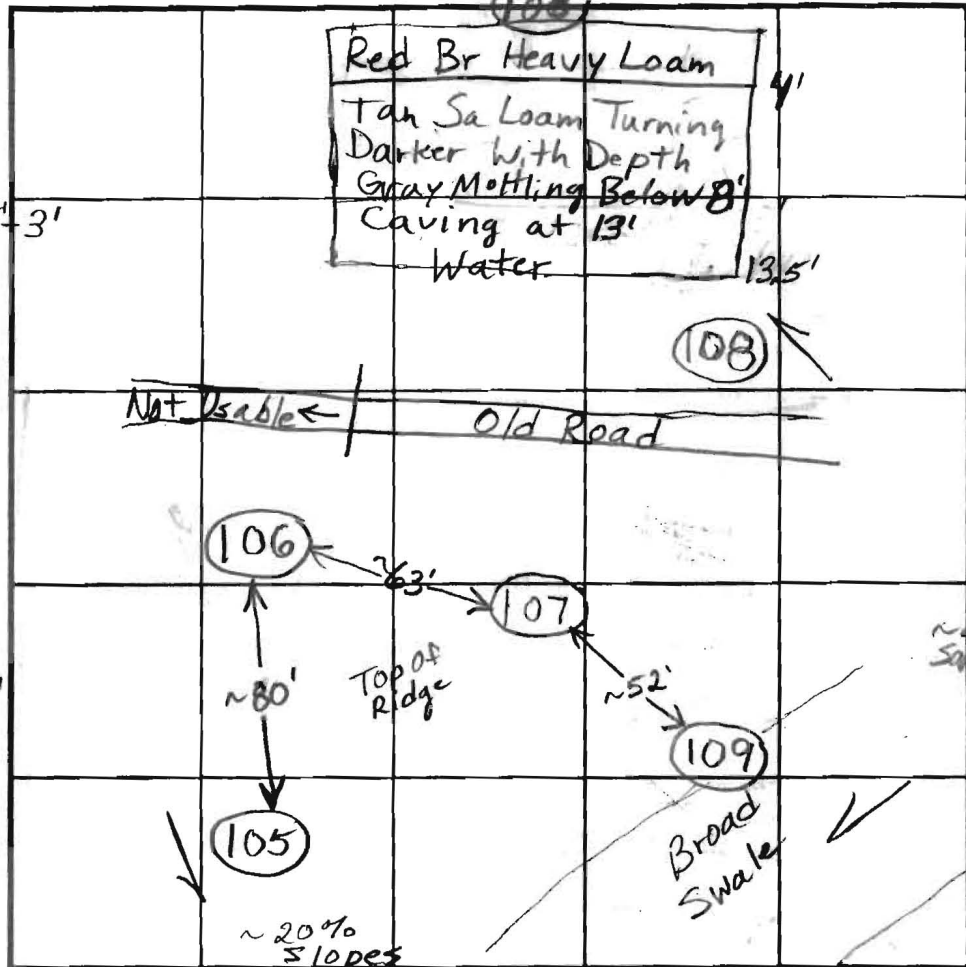 Red Br Heavy Loam
4'
Tan Sa Loam Turning
Darker With Depth
Gray Mottling Below 8'
Caving at 13'
Water
13.5'
3'
108
Not Usable
Old Road
106
~63'
107
Top of
Ridge
~80'
~52'
109
105
Broad
Swale
~20%
Slopes